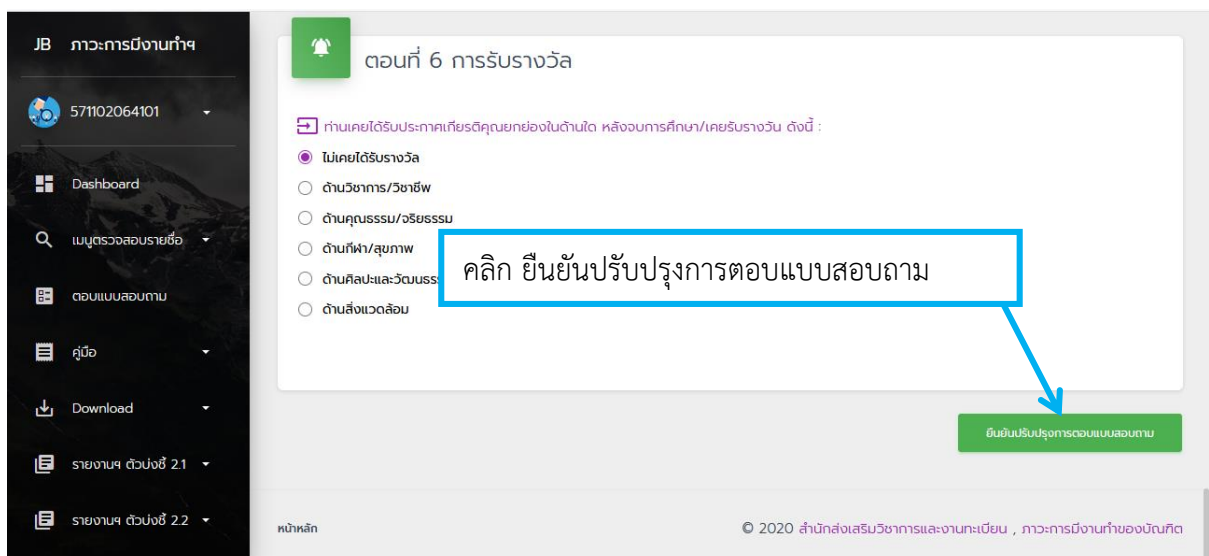 JB ภาวะการมีงานทำฯ
571102064101
Dashboard
เมนูตรวจสอบรายชื่อ
ตอบแบบสอบถาม
คู่มือ
Download
รายงานฯ ตัวบ่งชี้ 2.1
รายงานฯ ตัวบ่งชี้ 2.2
ตอนที่ 6 การรับรางวัล
ท่านเคยได้รับประกาศเกียรติคุณยกย่องในด้านใด หลังจบการศึกษา/เคยรับรางวัน ดังนี้ :
ไม่เคยได้รับรางวัล
ด้านวิชาการ/วิชาชีพ
ด้านคุณธรรม/จริยธรรม
ด้านกีฬา/สุขภาพ
ด้านศิลปะและวัฒนธรร
ด้านสิ่งแวดล้อม
คลิก ยืนยันปรับปรุงการตอบแบบสอบถาม
ยืนยันปรับปรุงการตอบแบบสอบถาม
หน้าหลัก
© 2020 สำนักส่งเสริมวิชาการและงานทะเบียน , ภาวะการมีงานทำของบัณฑิต